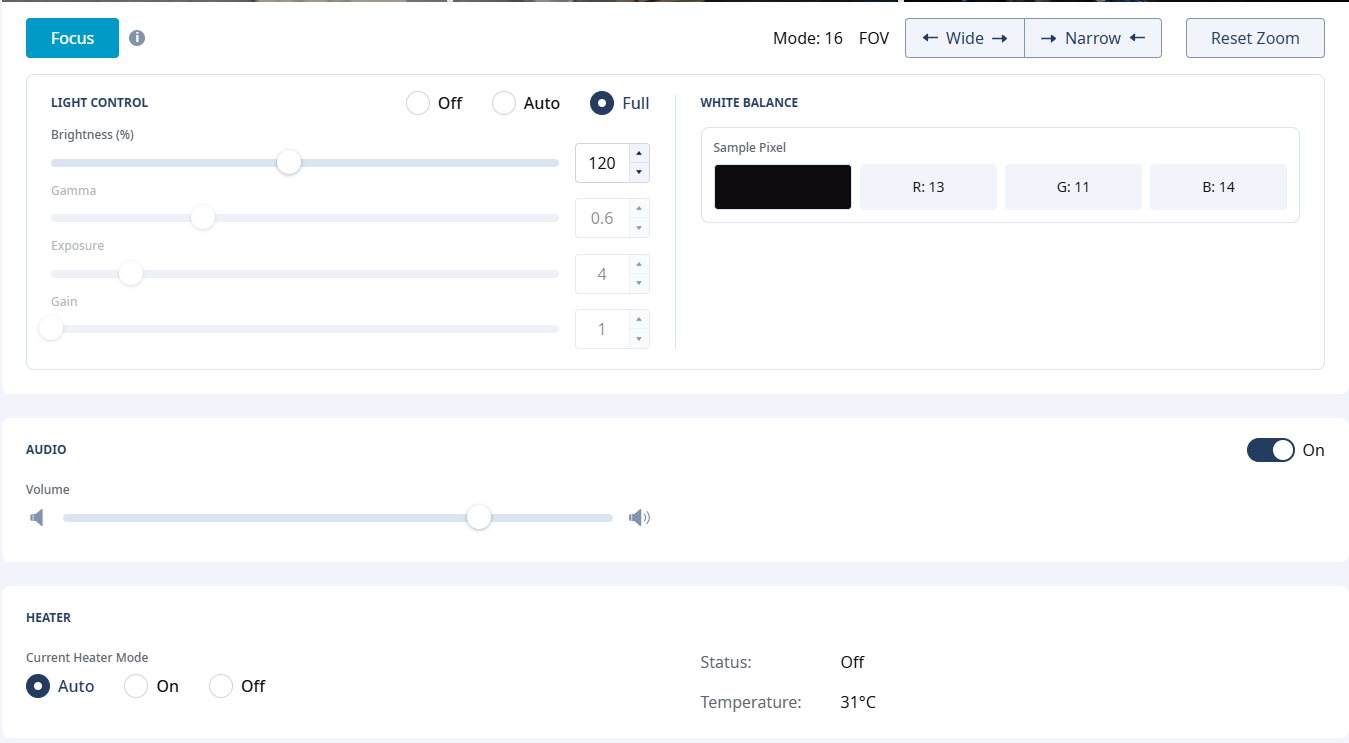 Focus
Mode: 16 FOV Wide Narrow Reset Zoom
LIGHT CONTROL Off Auto Full
Brightness (%)
120
Gamma
0.6
Exposure
4
Gain
1
WHITE BALANCE
Sample Pixel
R: 13 G: 11 B: 14
AUDIO On
Volume
HEATER
Current Heater Mode
Auto On Off
Status: Off
Temperature: 31°C